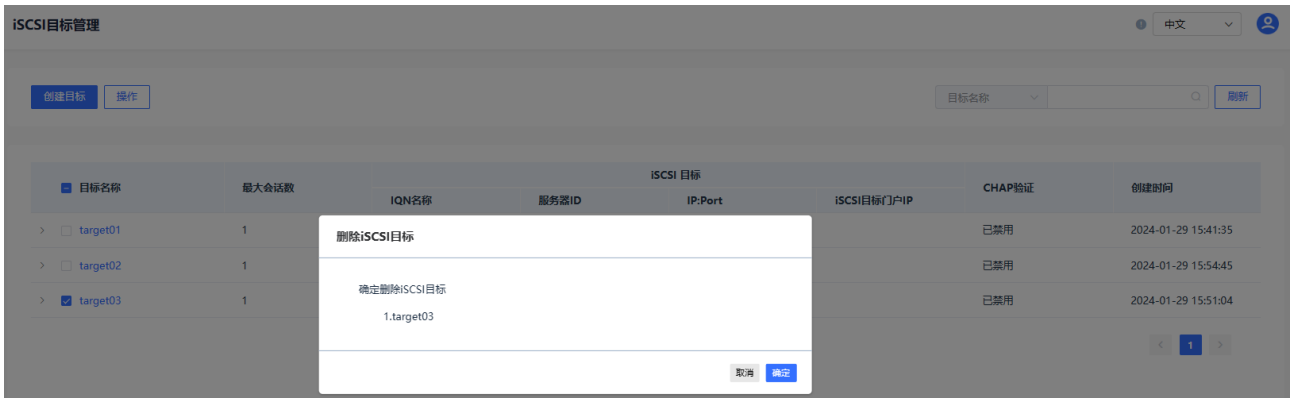 iSCSI目标管理
中文
创建目标 操作
目标名称
刷新
目标名称 最大会话数 iSCSI 目标 CHAP验证 创建时间
IQN名称 服务器ID IP:Port iSCSI目标门户IP
target01 1 已禁用 2024-01-29 15:41:35
target02 1 已禁用 2024-01-29 15:54:45
target03 1 已禁用 2024-01-29 15:51:04
删除iSCSI目标
确定删除iSCSI目标
1.target03
取消 确定
1